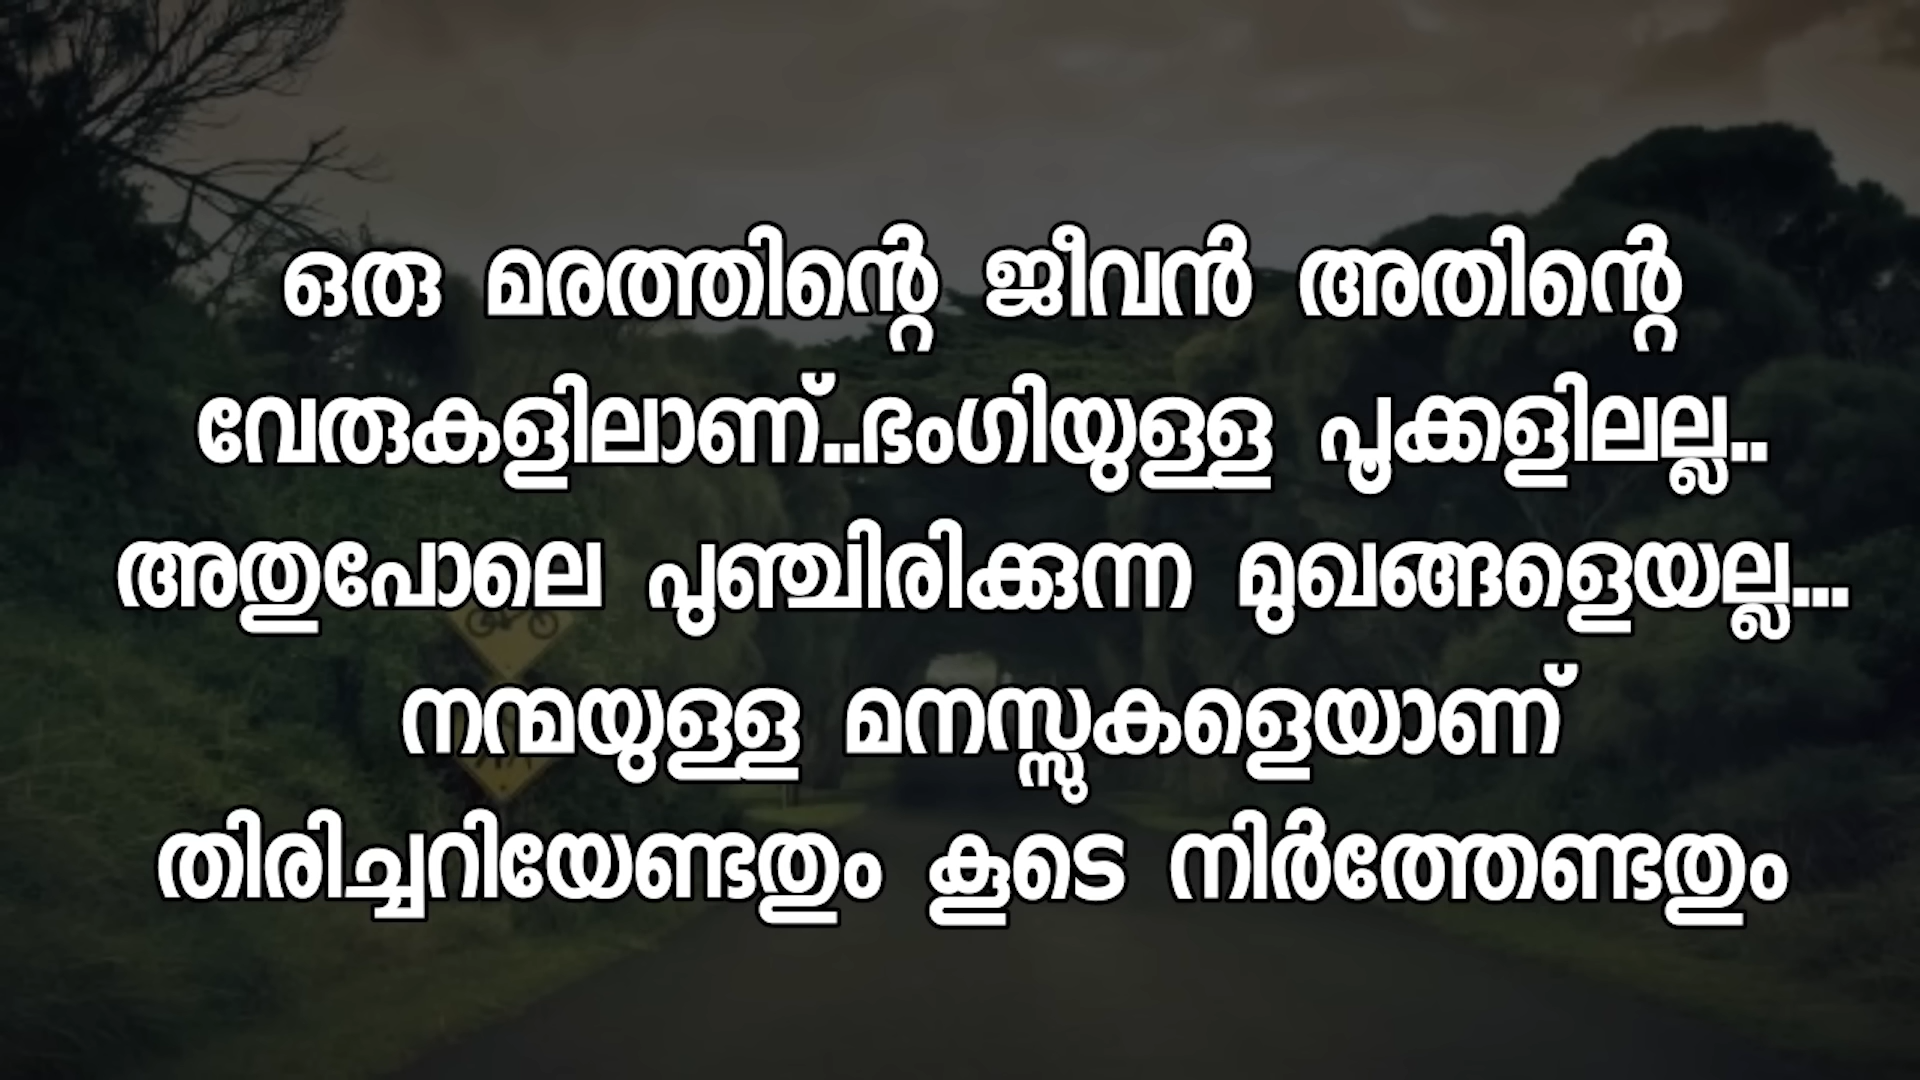 ഒരു മരത്തിന്റെ ജീവൻ അതിന്റെ
വേരുകളിലാണ്..ഭംഗിയുള്ള പൂക്കളിലല്ല..
അതുപോലെ പുഞ്ചിരിക്കുന്ന മുഖങ്ങളെയല്ല...
നന്മയുള്ള മനസ്സുകളെയാണ്
തിരിച്ചറിയേണ്ടതും കൂടെ നിർത്തേണ്ടതും